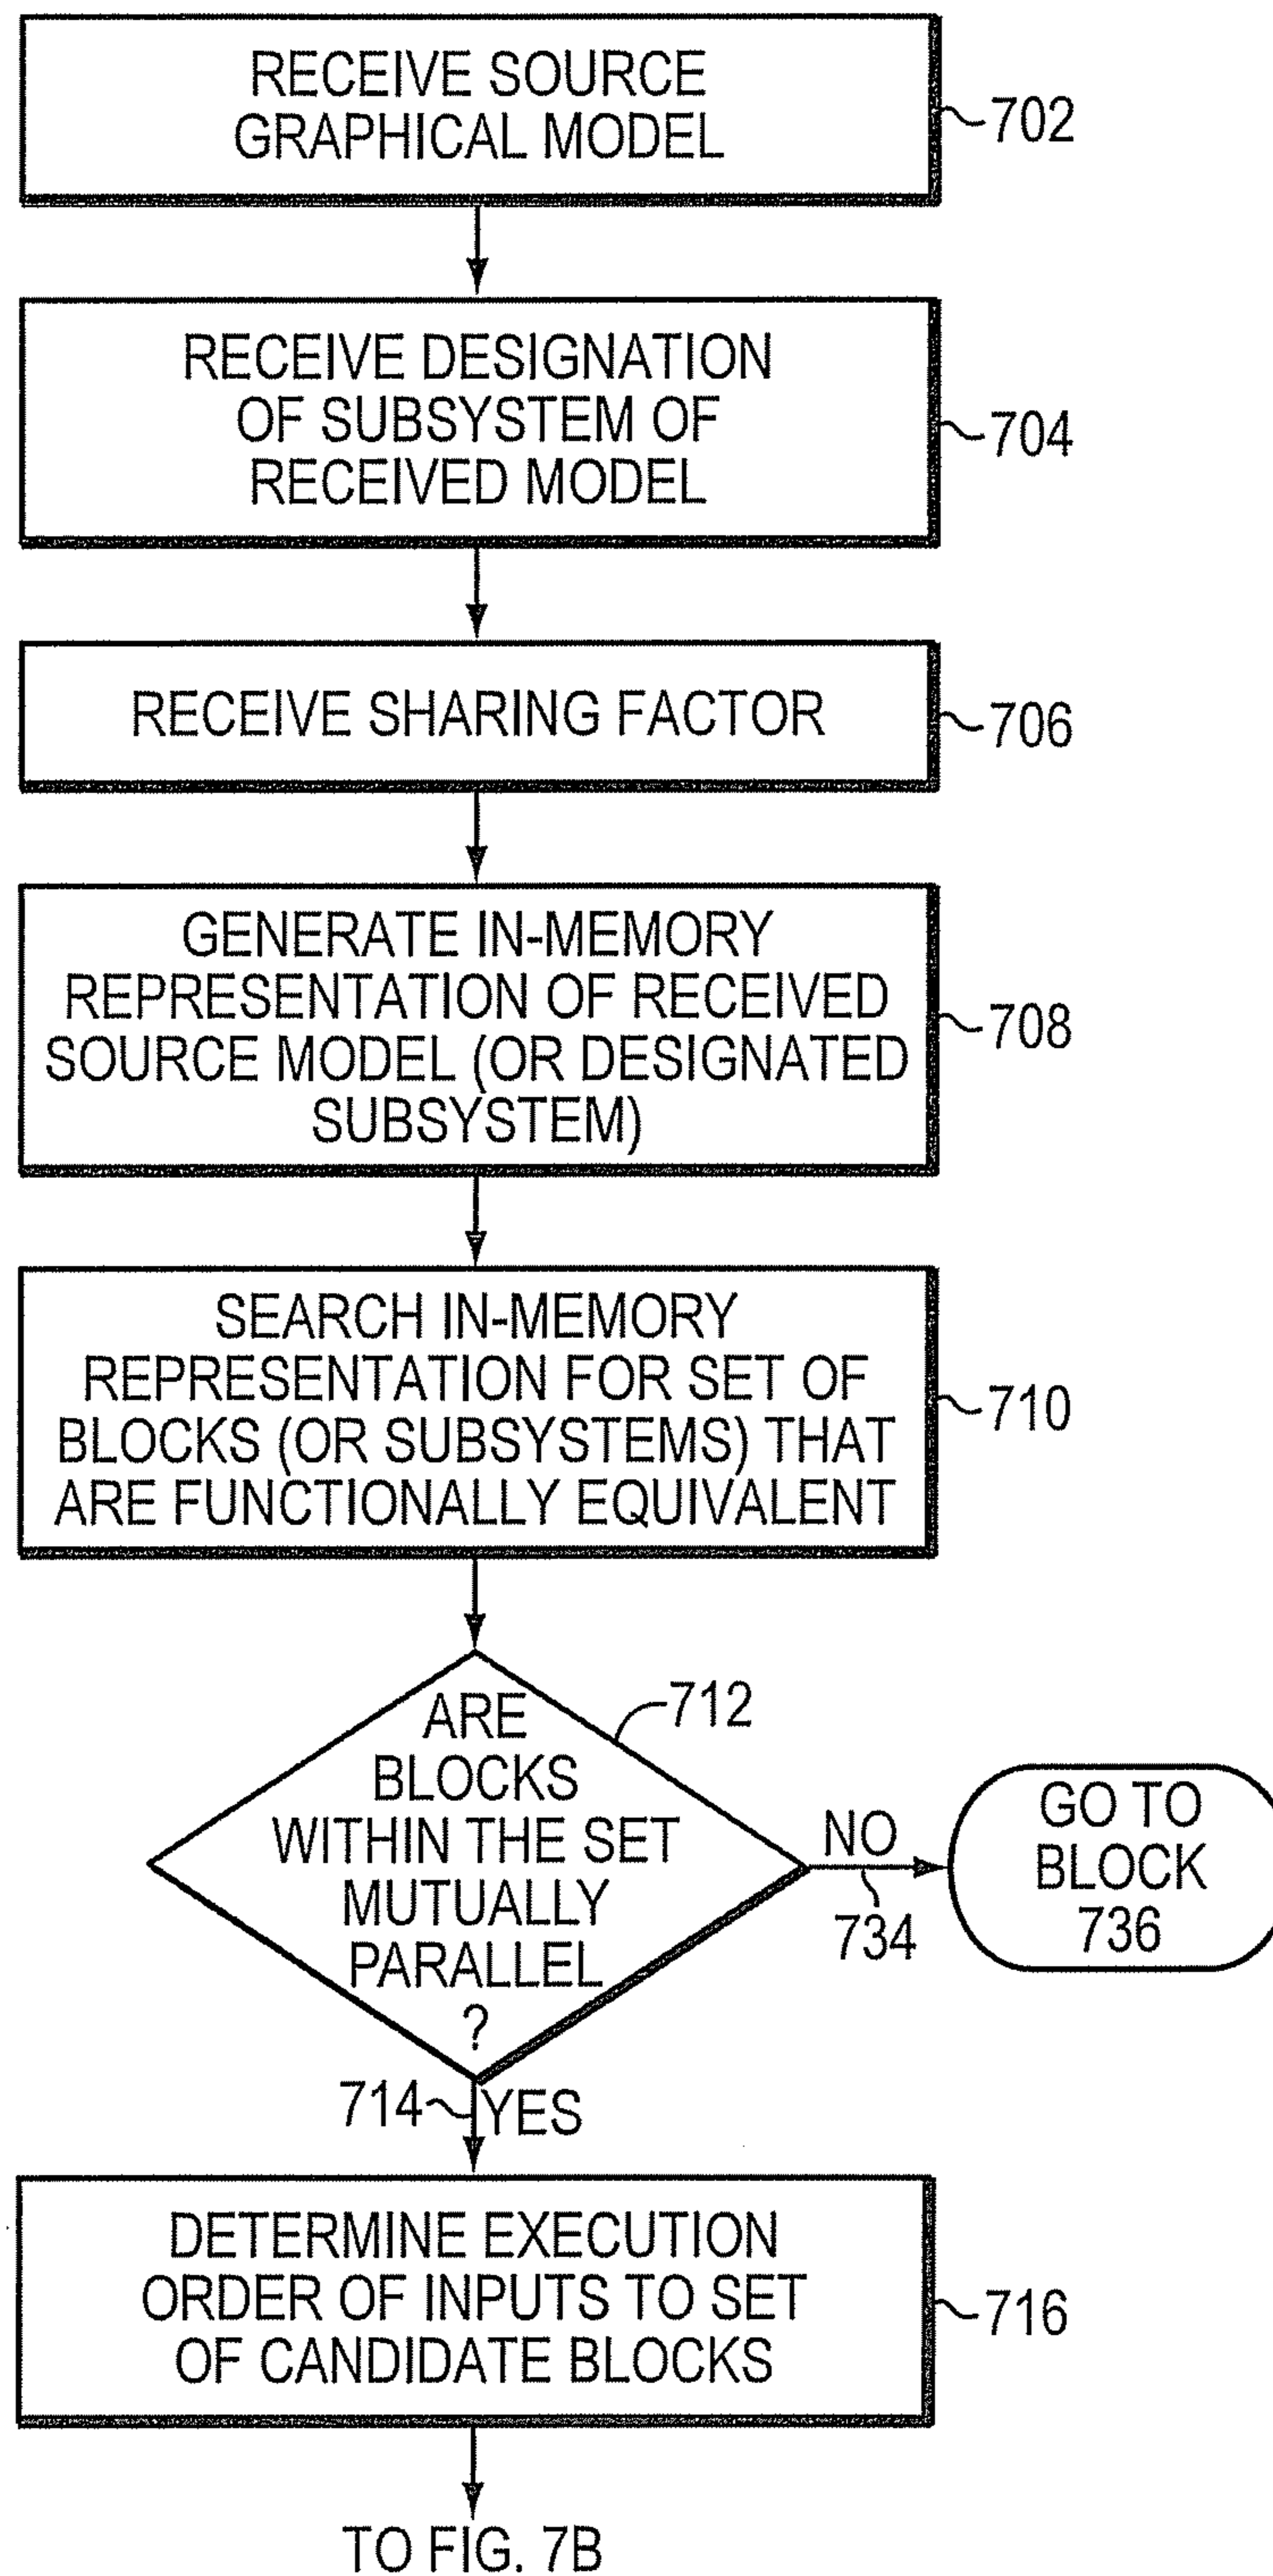 RECEIVE SOURCE
GRAPHICAL MODEL
702
RECEIVE DESIGNATION
OF SUBSYSTEM OF
RECEIVED MODEL
704
RECEIVE SHARING FACTOR
706
GENERATE IN-MEMORY
REPRESENTATION OF RECEIVED
SOURCE MODEL (OR DESIGNATED
SUBSYSTEM)
708
SEARCH IN-MEMORY
REPRESENTATION FOR SET OF
BLOCKS (OR SUBSYSTEMS) THAT
ARE FUNCTIONALLY EQUIVALENT
710
ARE
BLOCKS
WITHIN THE SET
MUTUALLY
PARALLEL
?
712
NO
734
GO TO
BLOCK
736
714
YES
DETERMINE EXECUTION
ORDER OF INPUTS TO SET
OF CANDIDATE BLOCKS
716
TO FIG. 7B